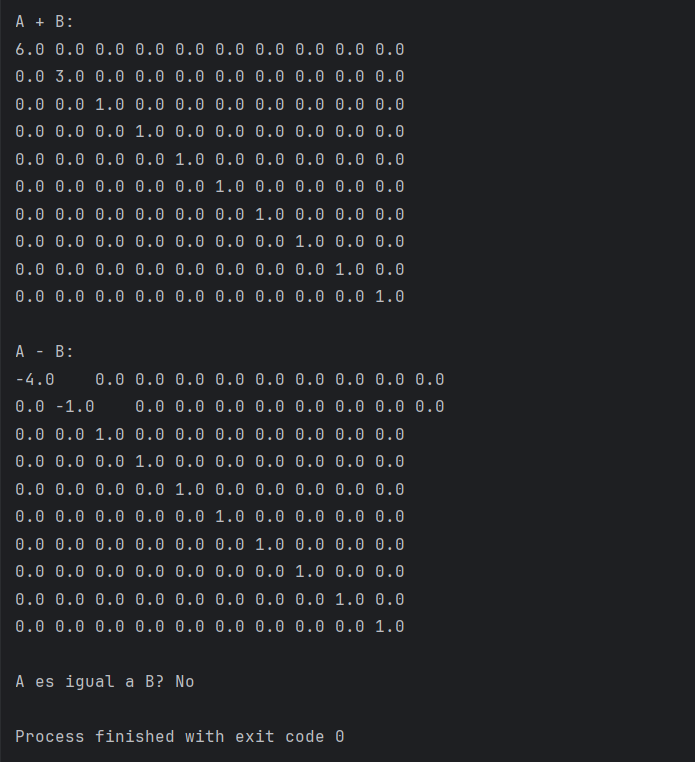 A + B:
6.0 0.0 0.0 0.0 0.0 0.0 0.0 0.0 0.0 0.0
0.0 3.0 0.0 0.0 0.0 0.0 0.0 0.0 0.0 0.0
0.0 0.0 1.0 0.0 0.0 0.0 0.0 0.0 0.0 0.0
0.0 0.0 0.0 1.0 0.0 0.0 0.0 0.0 0.0 0.0
0.0 0.0 0.0 0.0 1.0 0.0 0.0 0.0 0.0 0.0
0.0 0.0 0.0 0.0 0.0 1.0 0.0 0.0 0.0 0.0
0.0 0.0 0.0 0.0 0.0 0.0 1.0 0.0 0.0 0.0
0.0 0.0 0.0 0.0 0.0 0.0 0.0 1.0 0.0 0.0
0.0 0.0 0.0 0.0 0.0 0.0 0.0 0.0 1.0 0.0
0.0 0.0 0.0 0.0 0.0 0.0 0.0 0.0 0.0 1.0

A - B:
-4.0    0.0 0.0 0.0 0.0 0.0 0.0 0.0 0.0 0.0
0.0 -1.0    0.0 0.0 0.0 0.0 0.0 0.0 0.0 0.0
0.0 0.0 1.0 0.0 0.0 0.0 0.0 0.0 0.0 0.0
0.0 0.0 0.0 1.0 0.0 0.0 0.0 0.0 0.0 0.0
0.0 0.0 0.0 0.0 1.0 0.0 0.0 0.0 0.0 0.0
0.0 0.0 0.0 0.0 0.0 1.0 0.0 0.0 0.0 0.0
0.0 0.0 0.0 0.0 0.0 0.0 1.0 0.0 0.0 0.0
0.0 0.0 0.0 0.0 0.0 0.0 0.0 1.0 0.0 0.0
0.0 0.0 0.0 0.0 0.0 0.0 0.0 0.0 1.0 0.0
0.0 0.0 0.0 0.0 0.0 0.0 0.0 0.0 0.0 1.0

A es igual a B? No

Process finished with exit code 0